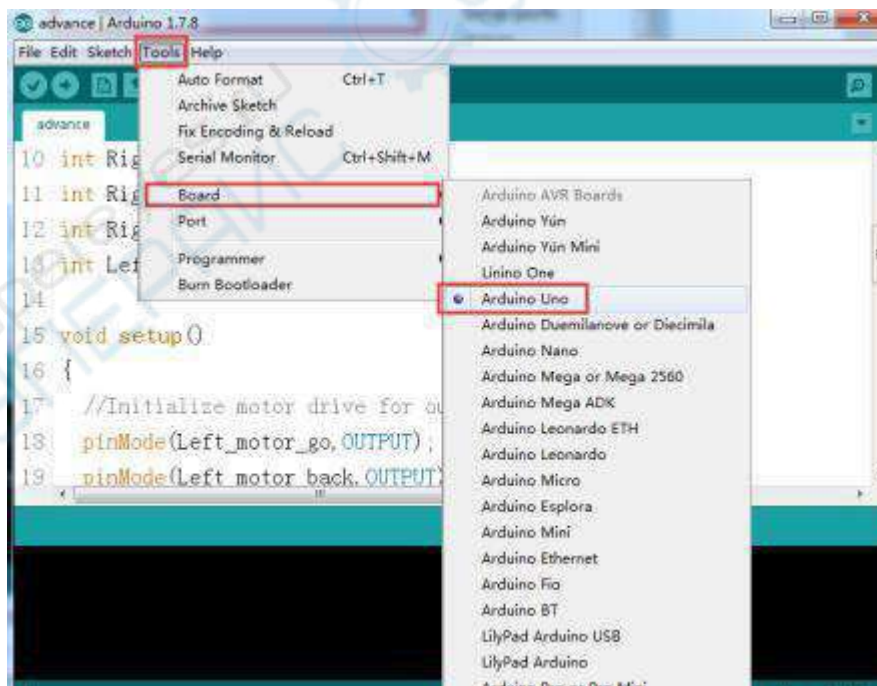 advance | Arduino 1.7.8
File Edit Sketch Tools Help
Auto Format Ctrl+T
Archive Sketch
Fix Encoding & Reload
Serial Monitor Ctrl+Shift+M
Board
Port
Programmer
Burn Bootloader
Arduino AVR Boards
Arduino Yún
Arduino Yún Mini
Linino One
Arduino Uno
Arduino Duemilanove or Diecimila
Arduino Nano
Arduino Mega or Mega 2560
Arduino Mega ADK
Arduino Leonardo ETH
Arduino Leonardo
Arduino Micro
Arduino Esplora
Arduino Mini
Arduino Ethernet
Arduino Fio
Arduino BT
LilyPad Arduino USB
LilyPad Arduino
advance
10 int Rig
11 int Rig
12 int Rig
13 int Lef
14
15 void setup()
16 {
17 //Initialize motor drive for ou
18 pinMode(Left_motor_go,OUTPUT);
19 pinMode(Left_motor_back,OUTPUT)